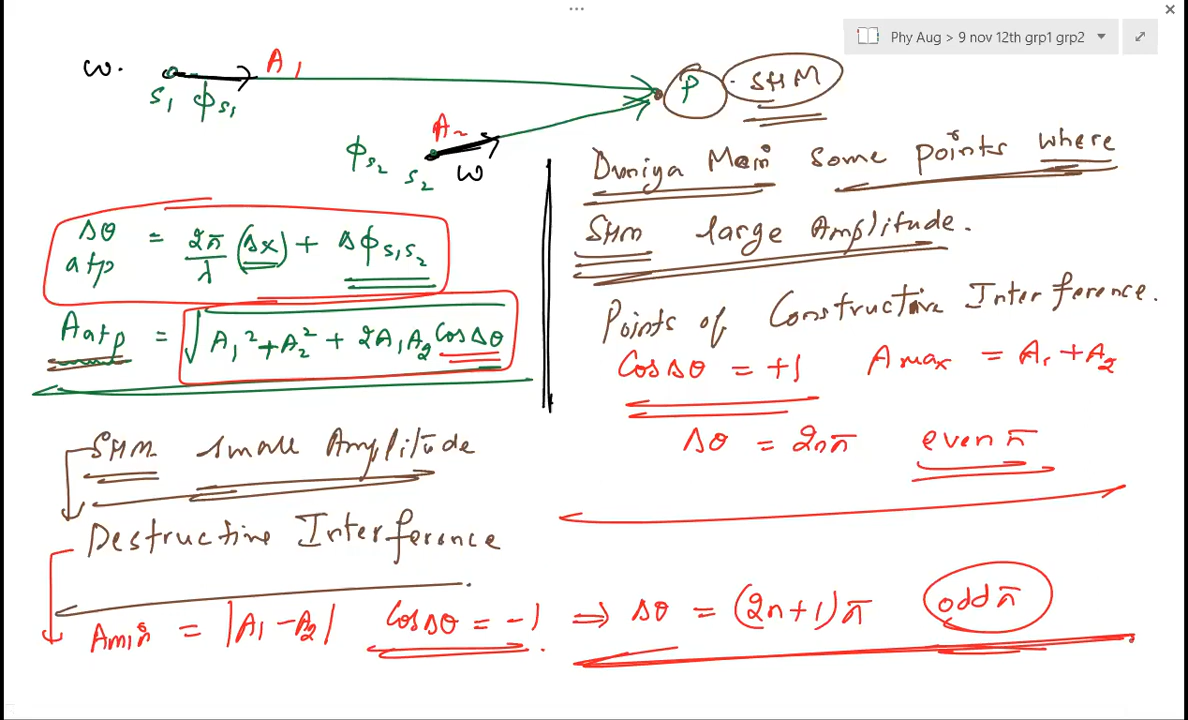 Phy Aug > 9 nov 12th grp1 grp2
ω. S₁ ϕs₁ A₁
P SHM
ϕs₂ S₂ A₂ ω
Δθ at p = 2π/λ (Δx) + Δϕs₁s₂
A at p = √A₁² + A₂² + 2A₁A₂ cos Δθ
Duniya Main some points where
SHM large Amplitude.
Points of Constructive Interference.
Cos Δθ = +1 Amax = A₁ + A₂
Δθ = 2nπ even π
SHM small Amplitude
Destructive Interference
Amin = |A₁ - A₂| Cos Δθ = -1 ⇒ Δθ = (2n+1)π odd π